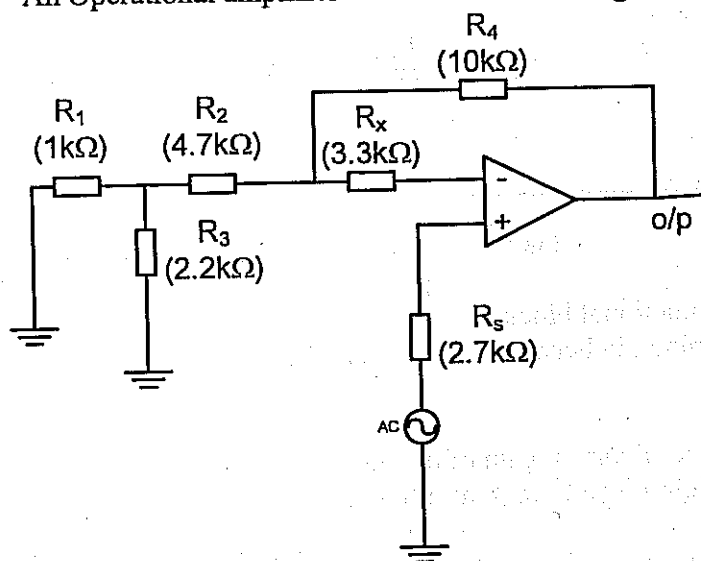 An Operational
R4
(10kΩ)
R1
(1kΩ)
R2
(4.7kΩ)
Rx
(3.3kΩ)
-
+
o/p
R3
(2.2kΩ)
Rs
(2.7kΩ)
AC